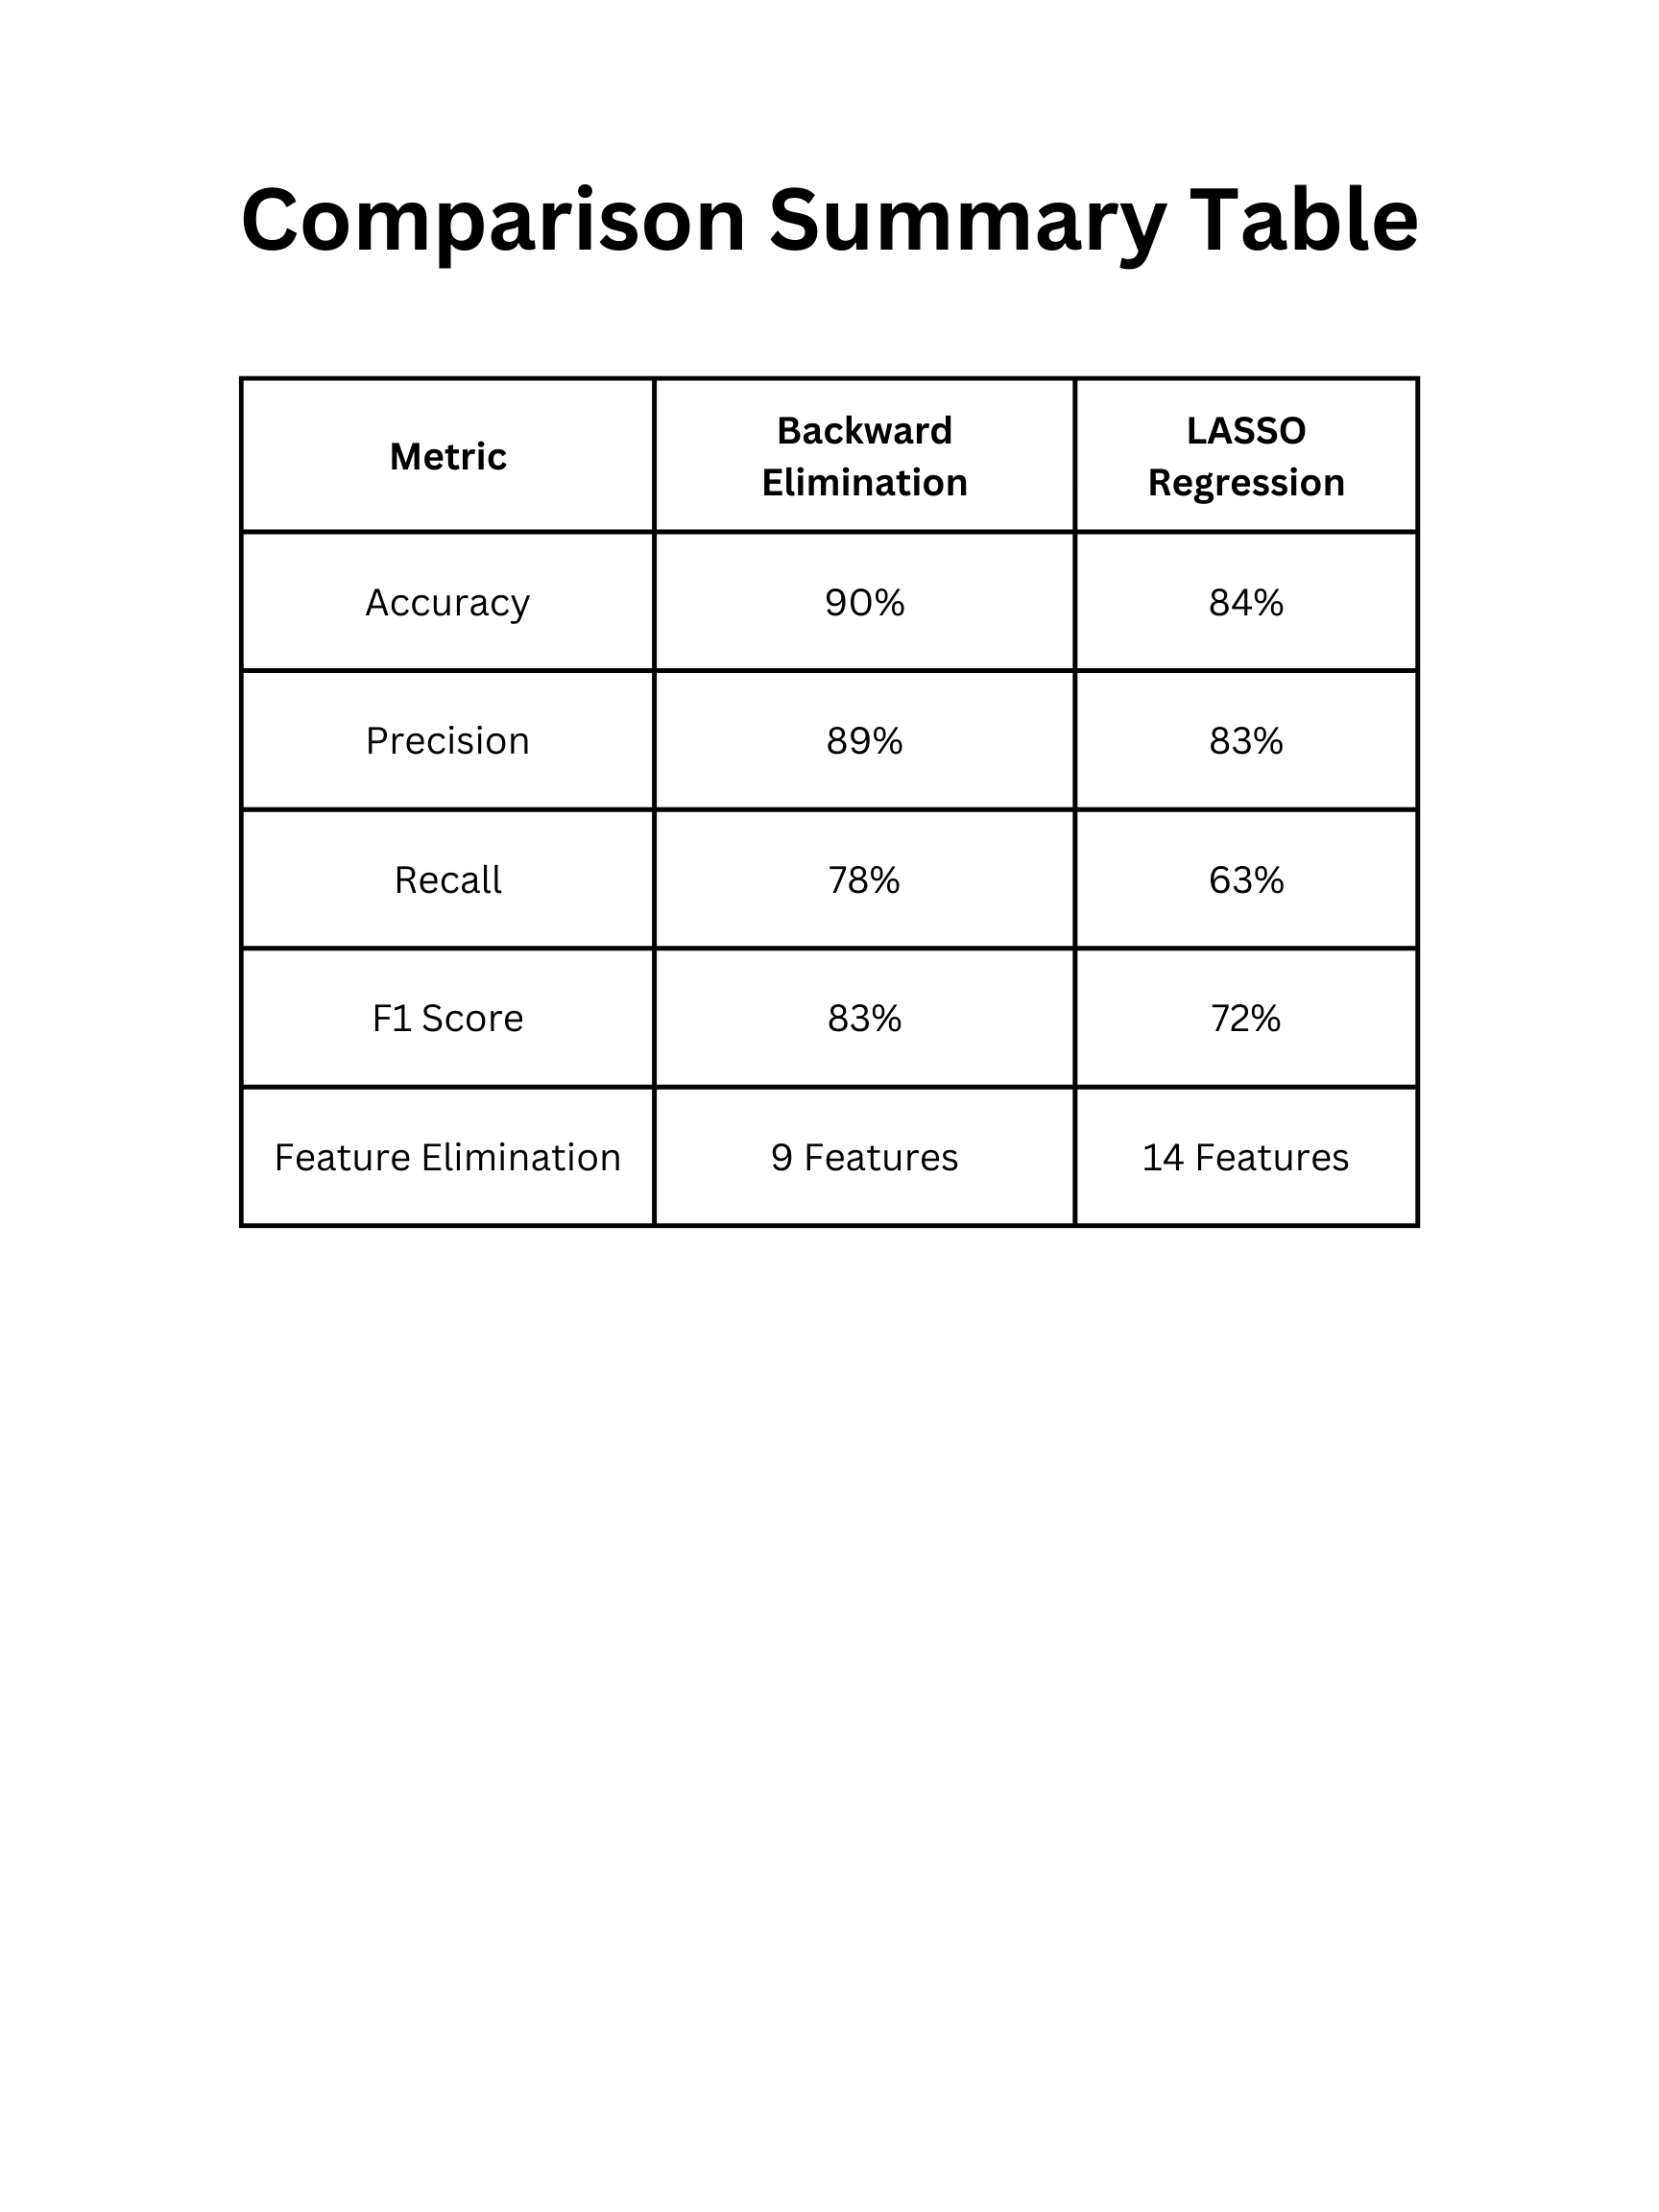 Comparison Summary Table
Metric
Backward
Elimination
LASSO
Regression
Accuracy
90%
84%
Precision
89%
83%
Recall
78%
63%
F1 Score
83%
72%
Feature Elimination
9 Features
14 Features